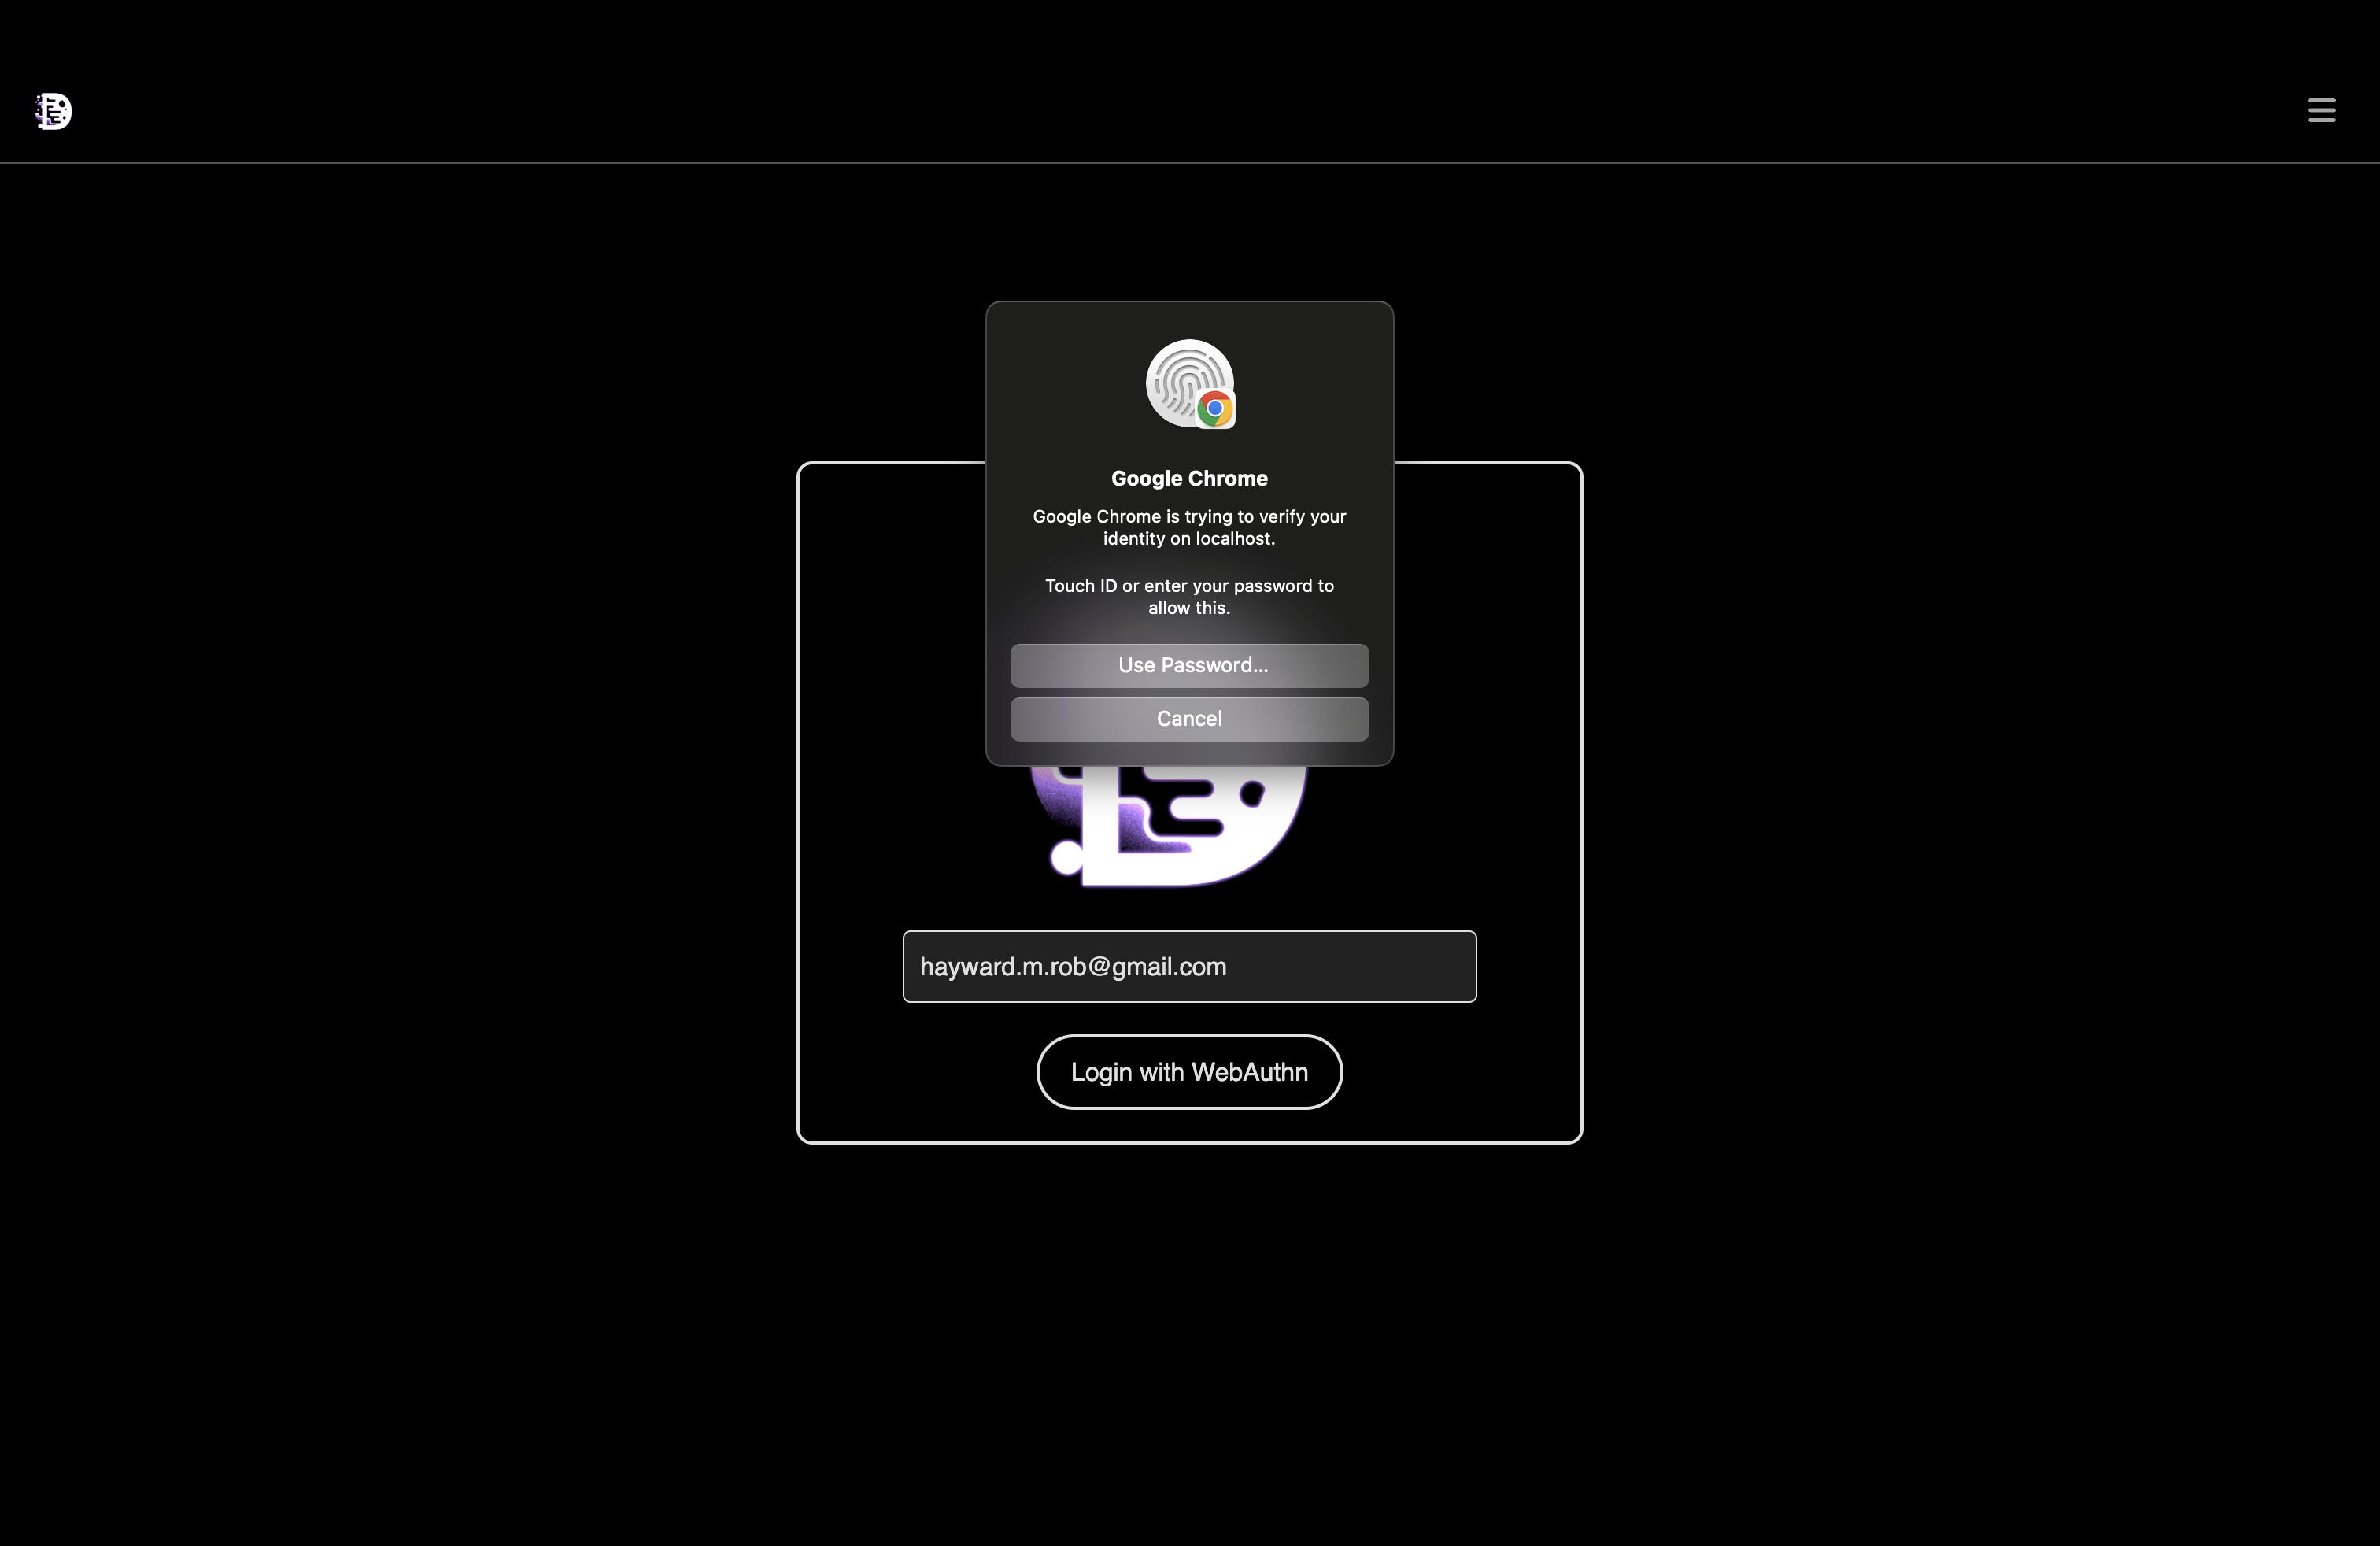 Google Chrome
Google Chrome is trying to verify your
identity on localhost.
Touch ID or enter your password to
allow this.
Use Password...
Cancel
hayward.m.rob@gmail.com
Login with WebAuthn